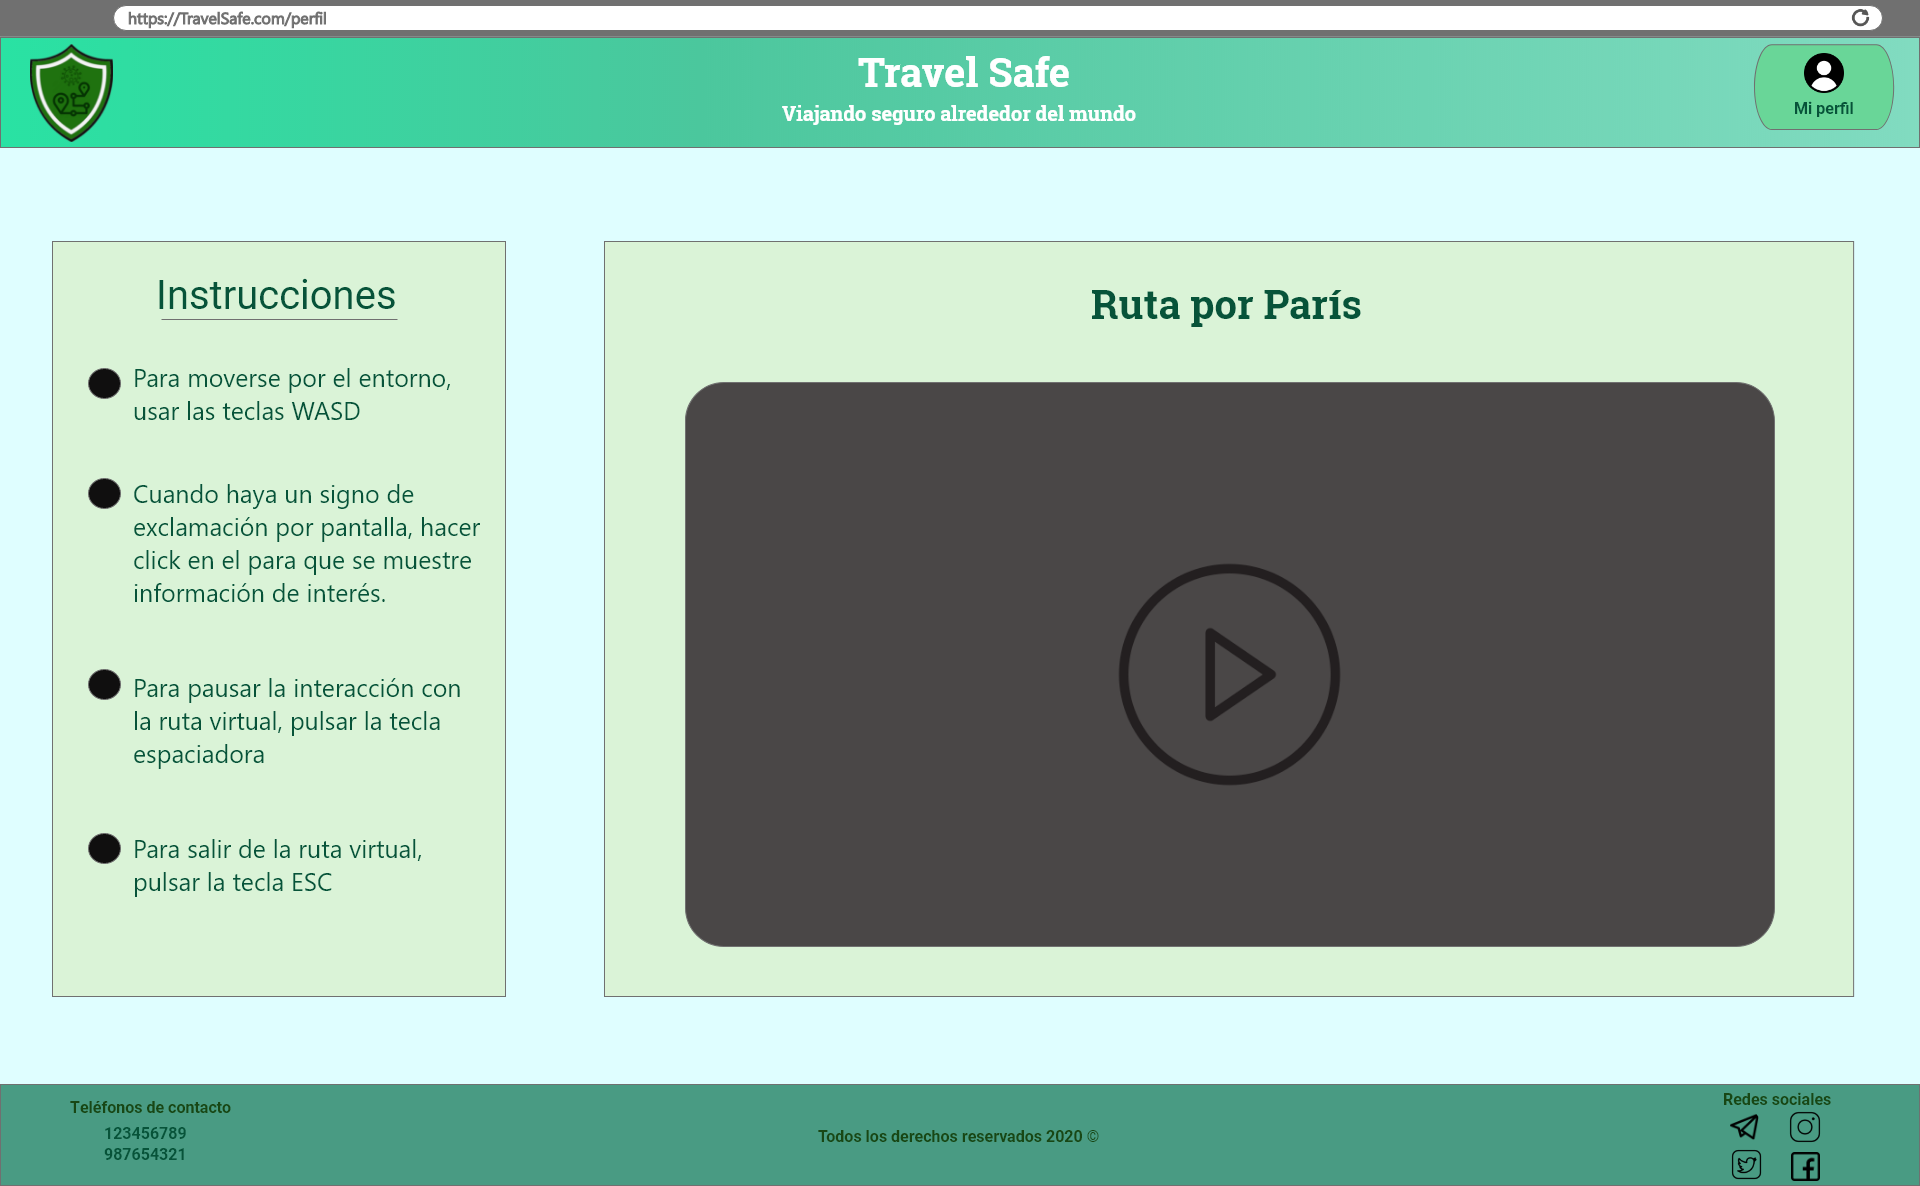 https://TravelSafe.com/perfil
Travel Safe
Viajando seguro alrededor del mundo
Mi perfil
Instrucciones
Para moverse por el entorno,
usar las teclas WASD
Cuando haya un signo de
exclamación por pantalla, hacer
click en el para que se muestre
información de interés.
Para pausar la interacción con
la ruta virtual, pulsar la tecla
espaciadora
Para salir de la ruta virtual,
pulsar la tecla ESC
Ruta por París
Teléfonos de contacto
123456789
987654321
Todos los derechos reservados 2020 ©
Redes sociales